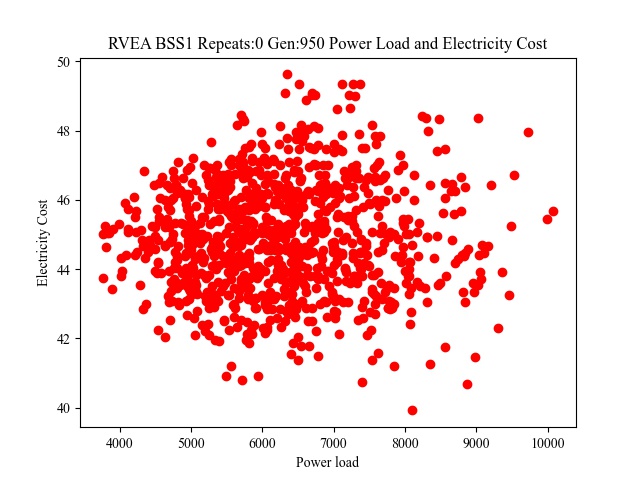 RVEA BSS1 Repeats:0 Gen:950 Power Load and Electricity Cost
50
48
46
44
42
40
Electricity Cost
4000 5000 6000 7000 8000 9000 10000
Power load